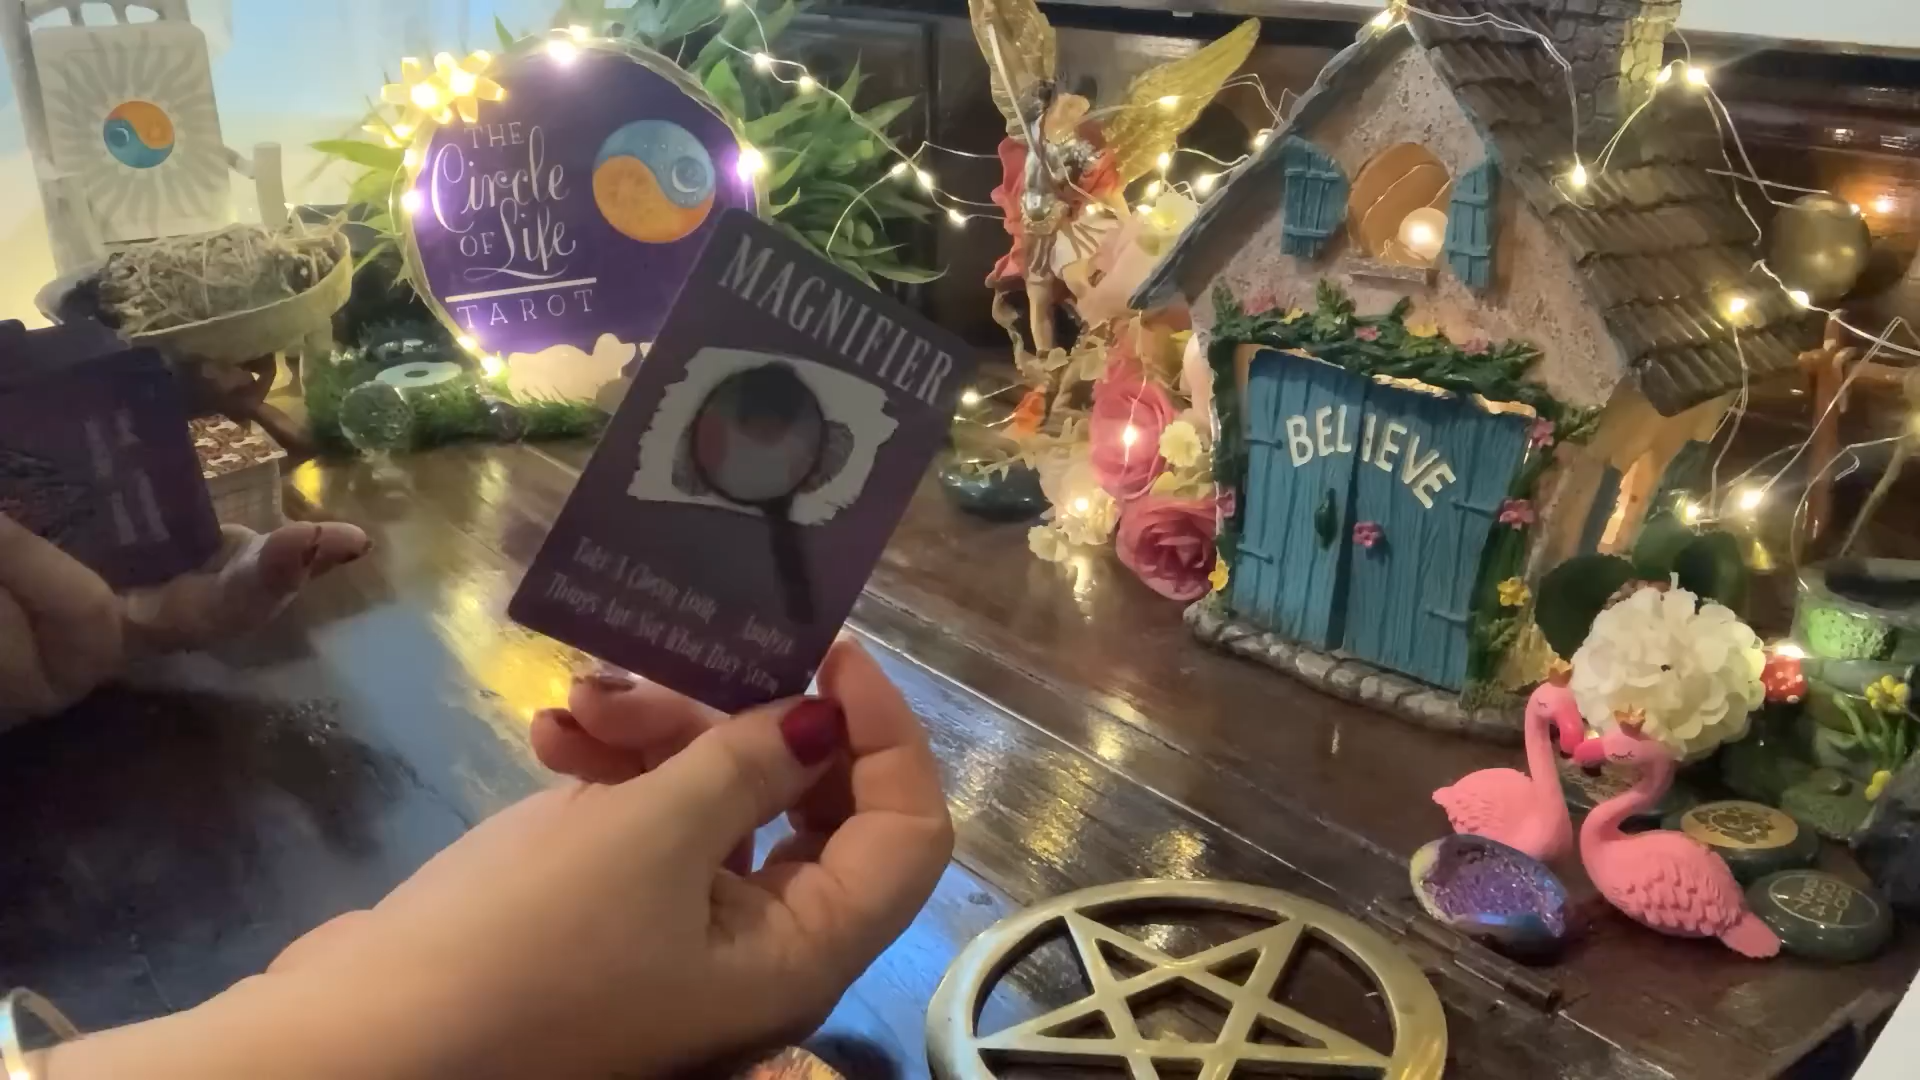 THE
Circle
OF Life
TAROT
MAGNIFIER
Take A Closer Look Analyze
Things Are Not What They Seem
BELIEVE